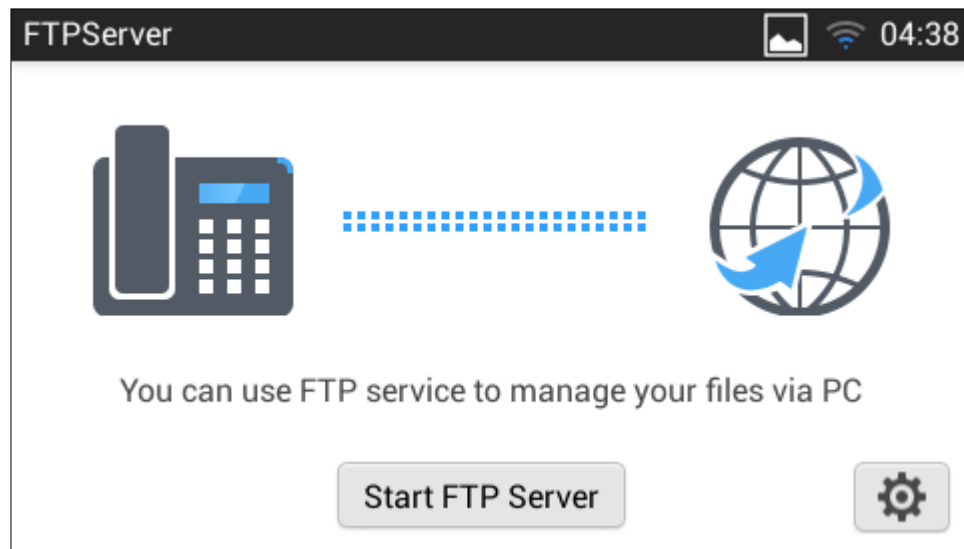 FTPServer 04:38
You can use FTP service to manage your files via PC
Start FTP Server